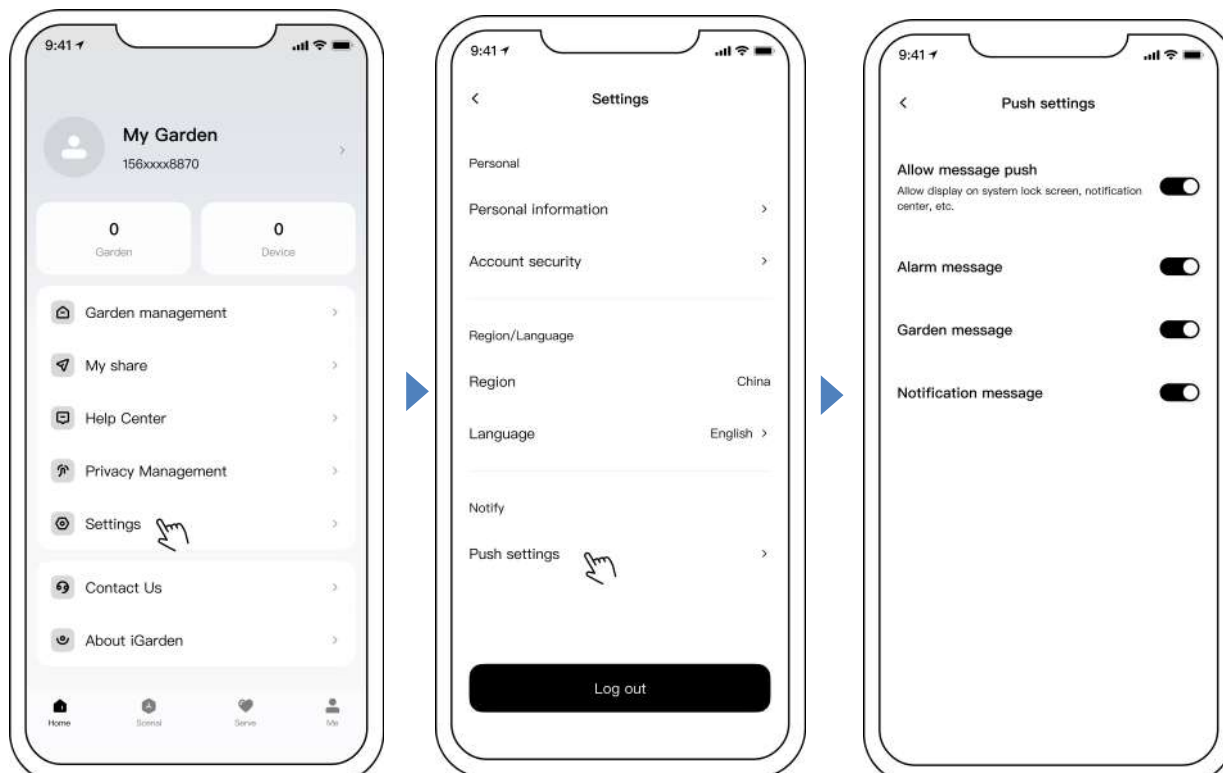 9:41
My Garden
156xxxx8870
0
Garden
0
Device
Garden management
My share
Help Center
Privacy Management
Settings
Contact Us
About iGarden
Home
Serve
Me
9:41
Settings
Personal
Personal information
Account security
Region/Language
Region China
Language English
Notify
Push settings
Log out
9:41
Push settings
Allow message push
Allow display on system lock screen, notification
center, etc.
Alarm message
Garden message
Notification message